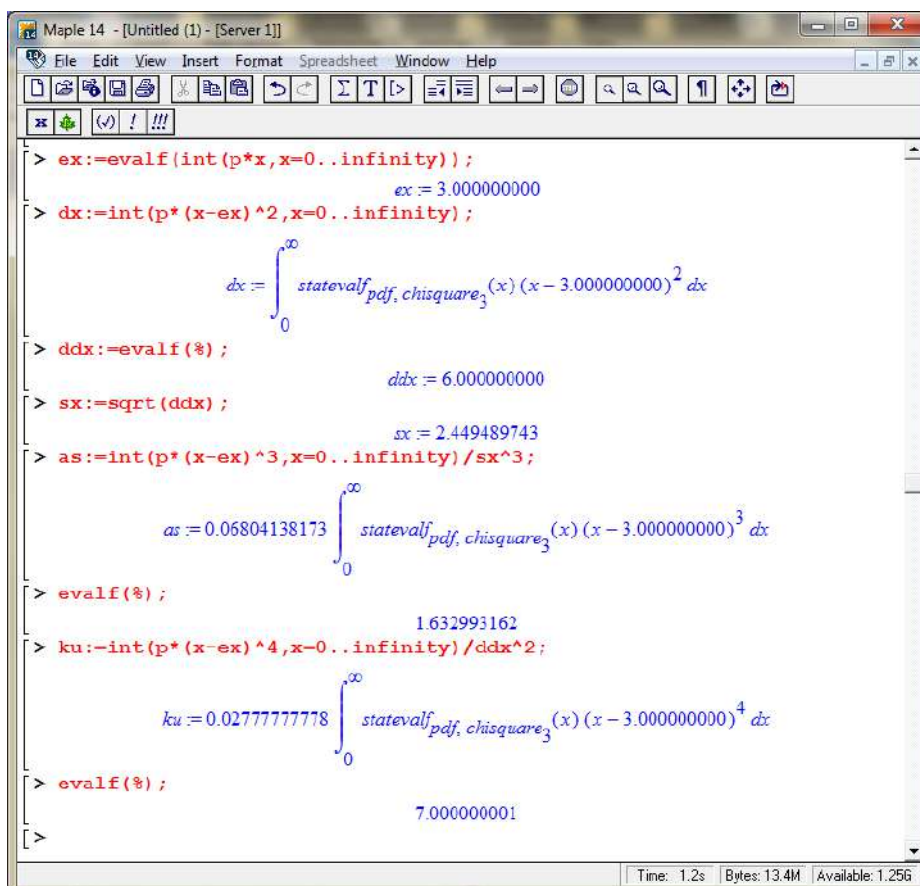 Maple 14 - [Untitled (1) - [Server 1]]
File Edit View Insert Format Spreadsheet Window Help
> ex:=evalf(int(p*x,x=0..infinity));
ex := 3.000000000
> dx:=int(p*(x-ex)^2,x=0..infinity);
dx := ∫₀^∞ statevalf_pdf, chisquare₃(x) (x − 3.000000000)² dx
> ddx:=evalf(%);
ddx := 6.000000000
> sx:=sqrt(ddx);
sx := 2.449489743
> as:=int(p*(x-ex)^3,x=0..infinity)/sx^3;
as := 0.06804138173 ∫₀^∞ statevalf_pdf, chisquare₃(x) (x − 3.000000000)³ dx
> evalf(%);
1.632993162
> ku:=int(p*(x-ex)^4,x=0..infinity)/ddx^2;
ku := 0.02777777778 ∫₀^∞ statevalf_pdf, chisquare₃(x) (x − 3.000000000)⁴ dx
> evalf(%);
7.000000001
>
Time: 1.2s Bytes: 13.4M Available: 1.25G